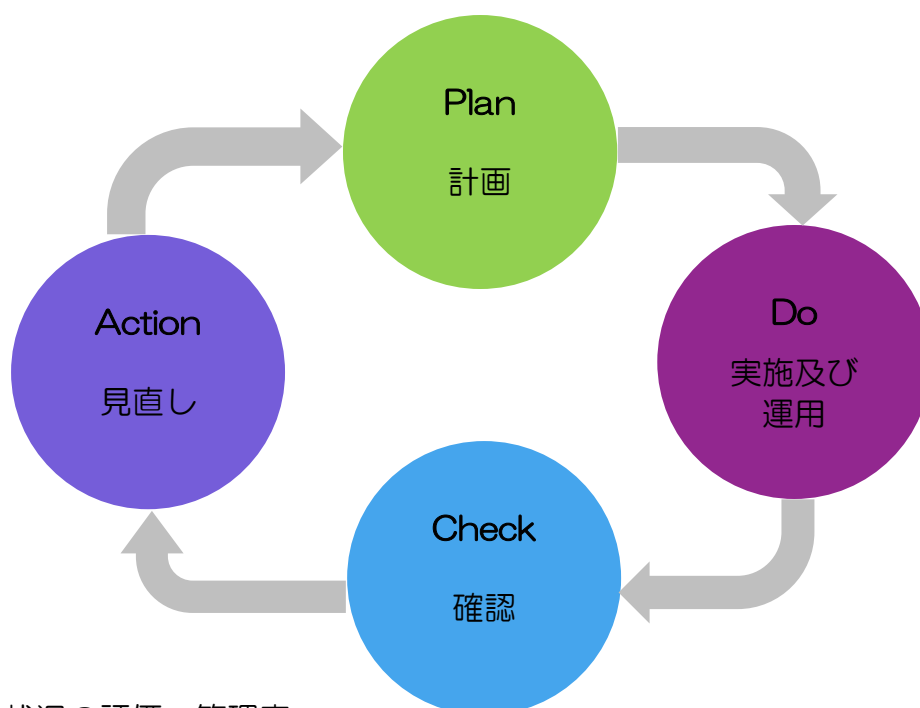 Plan
計画
Do
実施及び
運用
Check
確認
Action
見直し